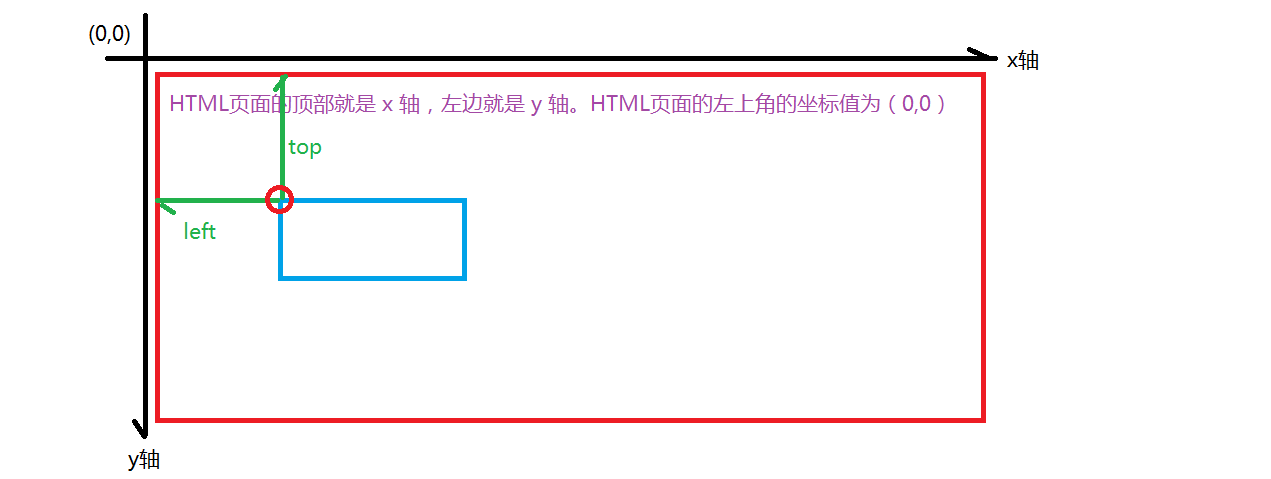 (0,0)
x轴
HTML页面的顶部就是 x 轴，左边就是 y 轴。HTML页面的左上角的坐标值为（0,0）
top
left
y轴